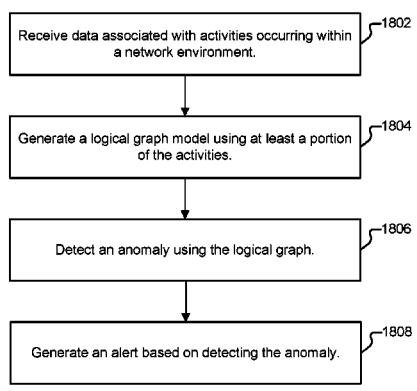 1802
Receive data associated with activities occurring within
a network environment.
1804
Generate a logical graph model using at least a portion
of the activities.
1806
Detect an anomaly using the logical graph.
1808
Generate an alert based on detecting the anomaly.